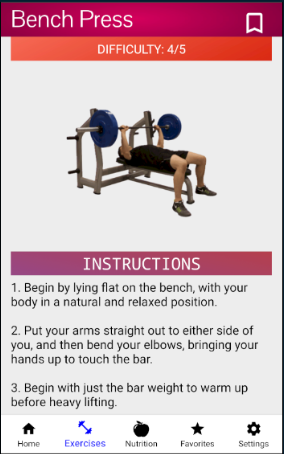 Bench Press
DIFFICULTY: 4/5
INSTRUCTIONS
1. Begin by lying flat on the bench, with your
body in a natural and relaxed position.
2. Put your arms straight out to either side of
you, and then bend your elbows, bringing your
hands up to touch the bar.
3. Begin with just the bar weight to warm up
before heavy lifting.
Home
Exercises
Nutrition
Favorites
Settings